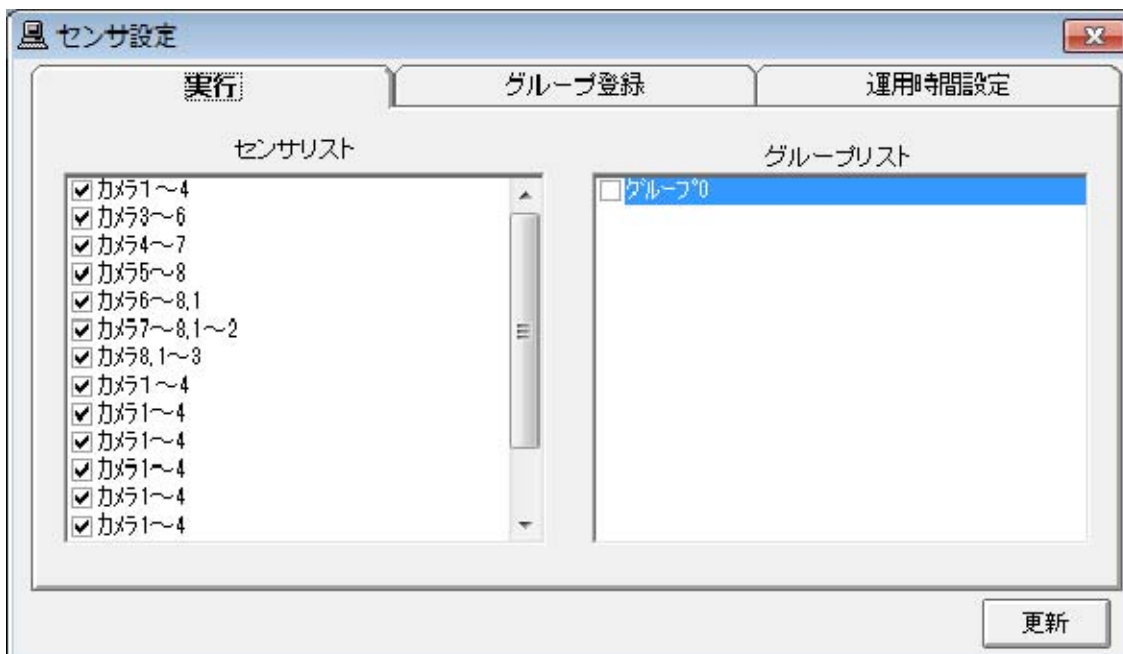 センサ設定
実行 グループ登録 運用時間設定
センサリスト
カメラ1～4
カメラ3～6
カメラ4～7
カメラ5～8
カメラ6～8,1
カメラ7～8,1～2
カメラ8,1～3
カメラ1～4
カメラ1～4
カメラ1～4
カメラ1～4
カメラ1～4
カメラ1～4
グループリスト
グループ0
更新